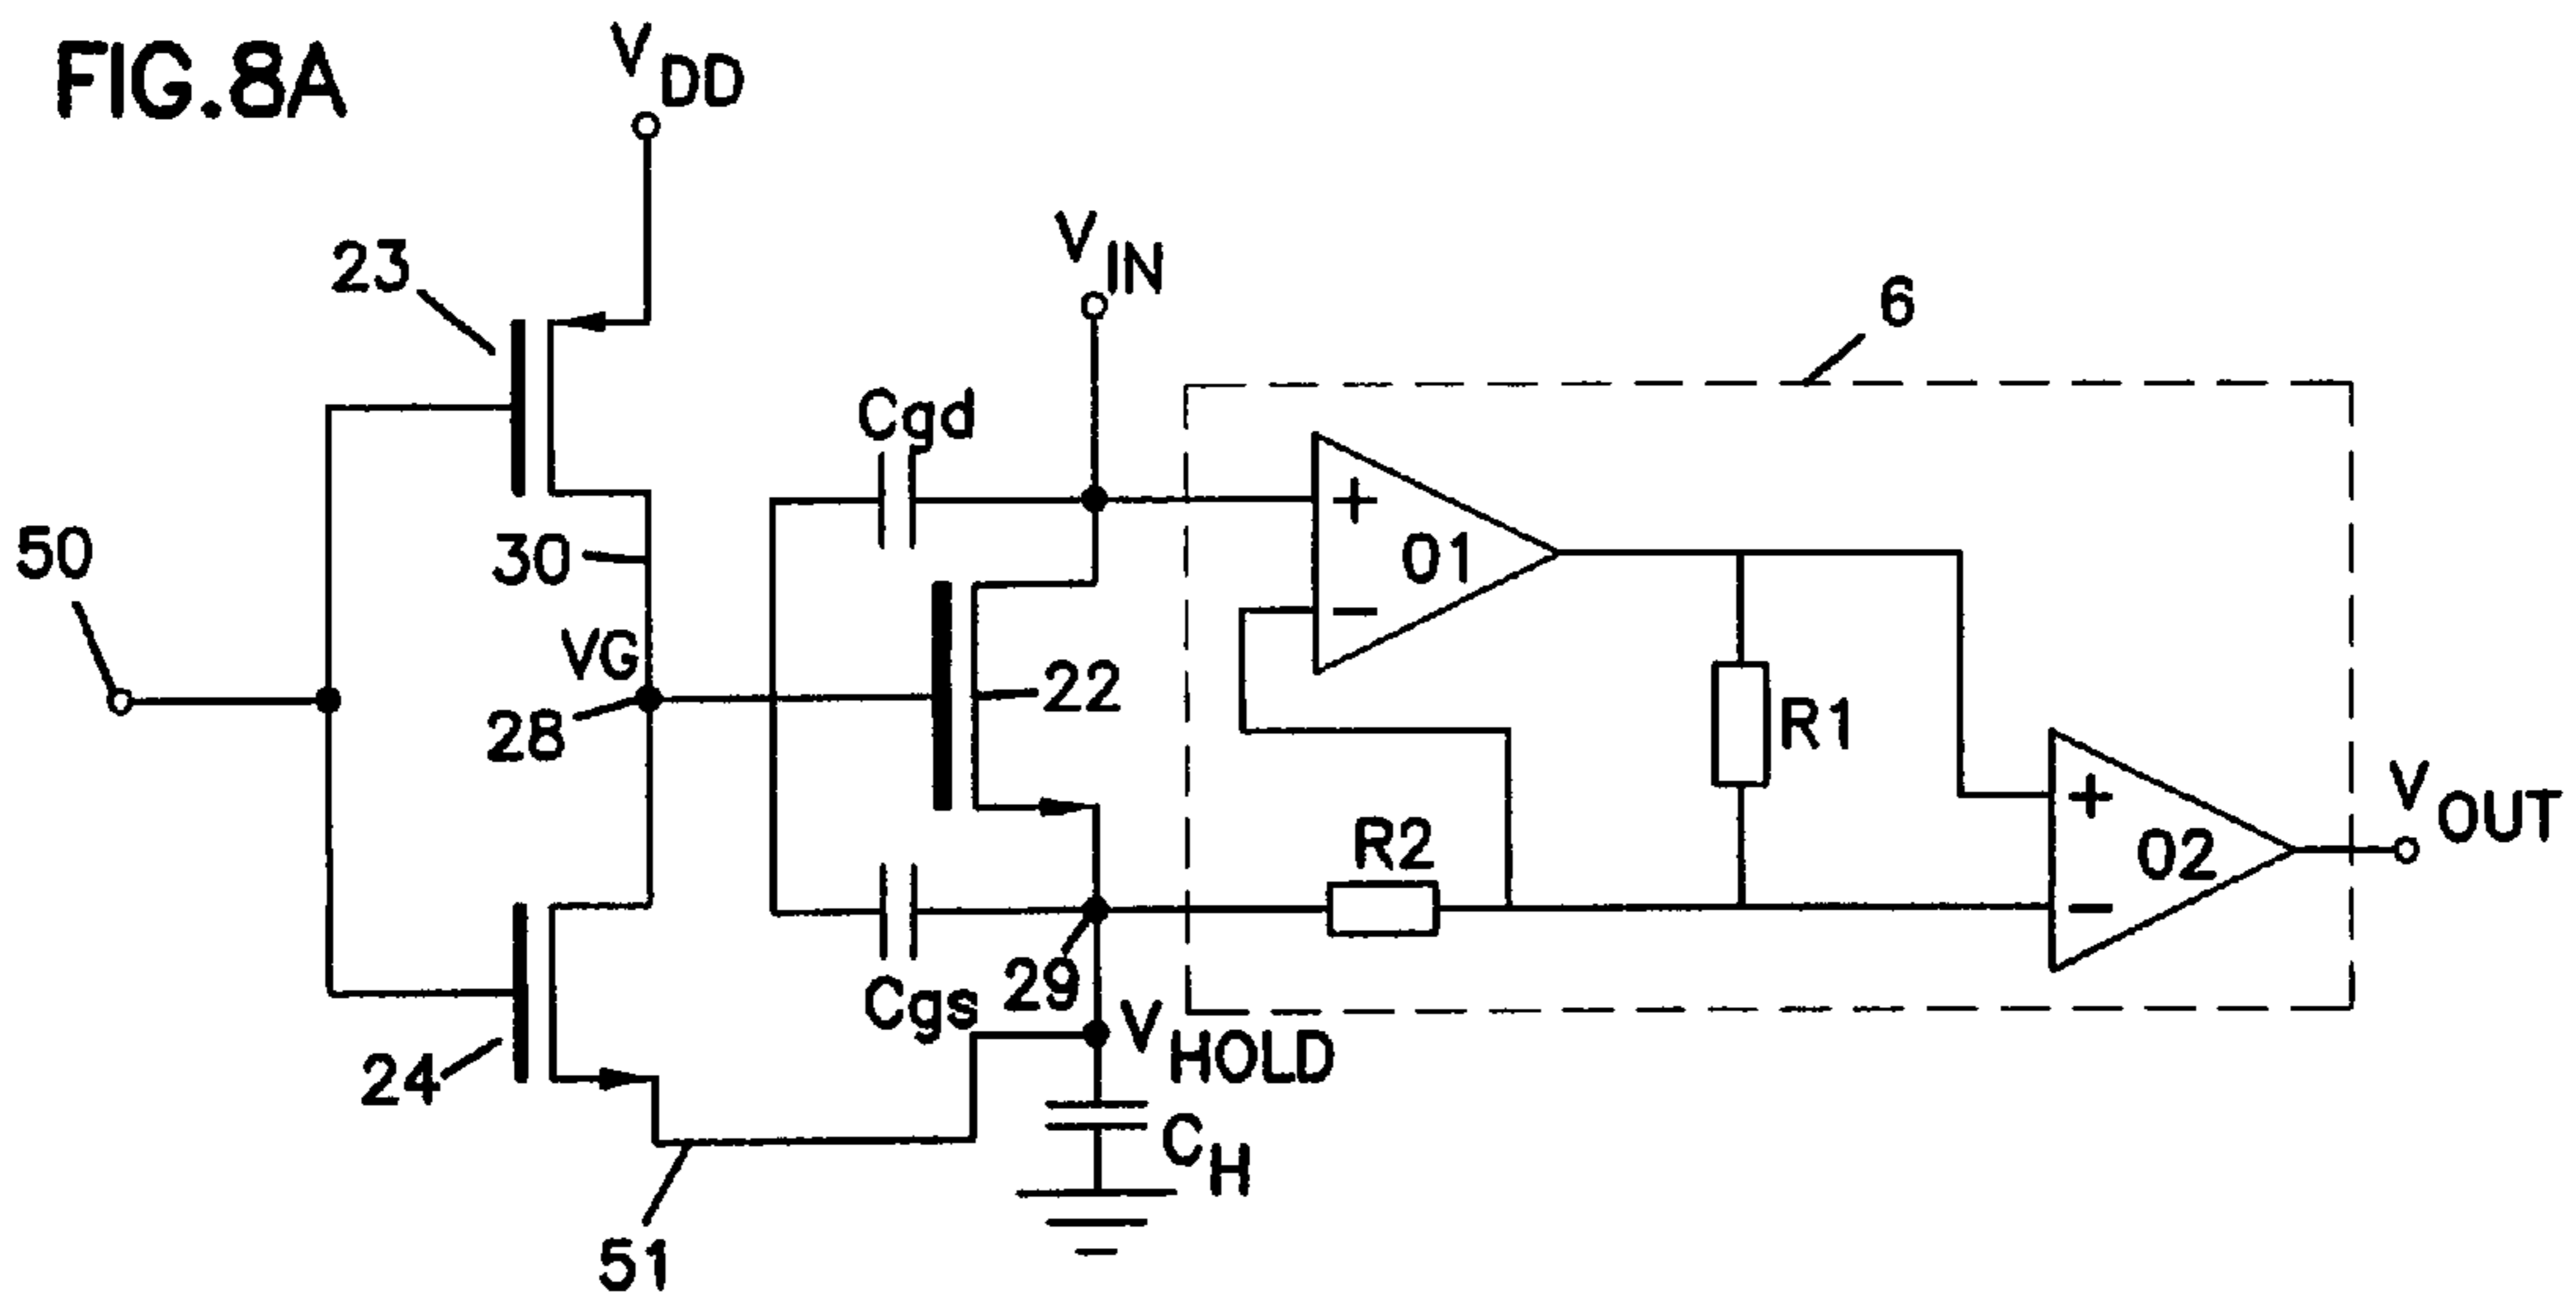 FIG.8A
VDD
23
VIN
6
Cgd
+
01
−
50
30
VG
22
28
R1
+
02
−
VOUT
R2
29
Cgs
VHOLD
24
CH
51